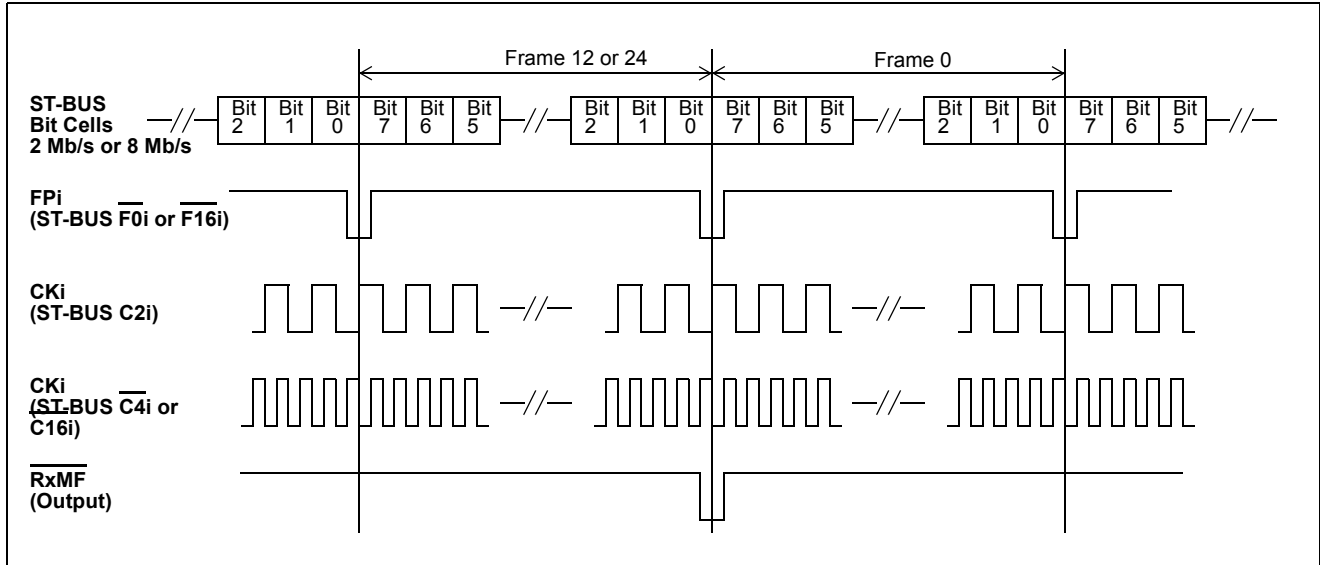 Frame 12 or 24
Frame 0
ST-BUS
Bit Cells
2 Mb/s or 8 Mb/s
Bit 2 Bit 1 Bit 0 Bit 7 Bit 6 Bit 5 Bit 2 Bit 1 Bit 0 Bit 7 Bit 6 Bit 5 Bit 2 Bit 1 Bit 0 Bit 7 Bit 6 Bit 5
FPi
(ST-BUS F0i or F16i)
CKi
(ST-BUS C2i)
CKi
(ST-BUS C4i or
C16i)
RxMF
(Output)